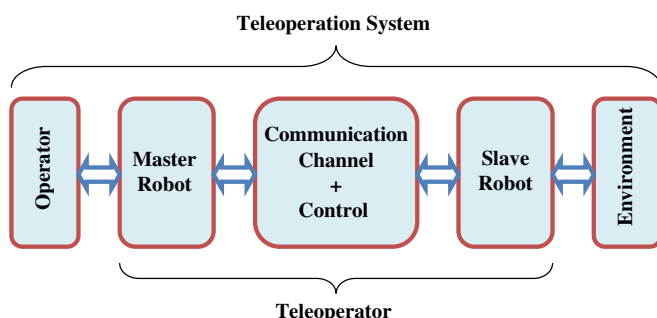 Teleoperation System
Operator
Master
Robot
Communication
Channel
+
Control
Slave
Robot
Environment
Teleoperator